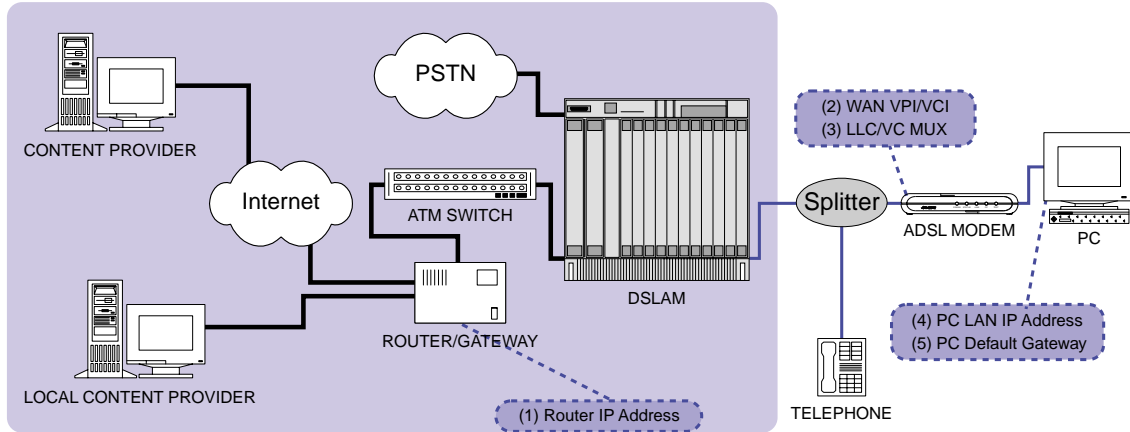 PSTN
(2) WAN VPI/VCI
(3) LLC/VC MUX
CONTENT PROVIDER
Internet
ATM SWITCH
Splitter
ADSL MODEM
PC
DSLAM
(4) PC LAN IP Address
(5) PC Default Gateway
ROUTER/GATEWAY
LOCAL CONTENT PROVIDER
(1) Router IP Address
TELEPHONE